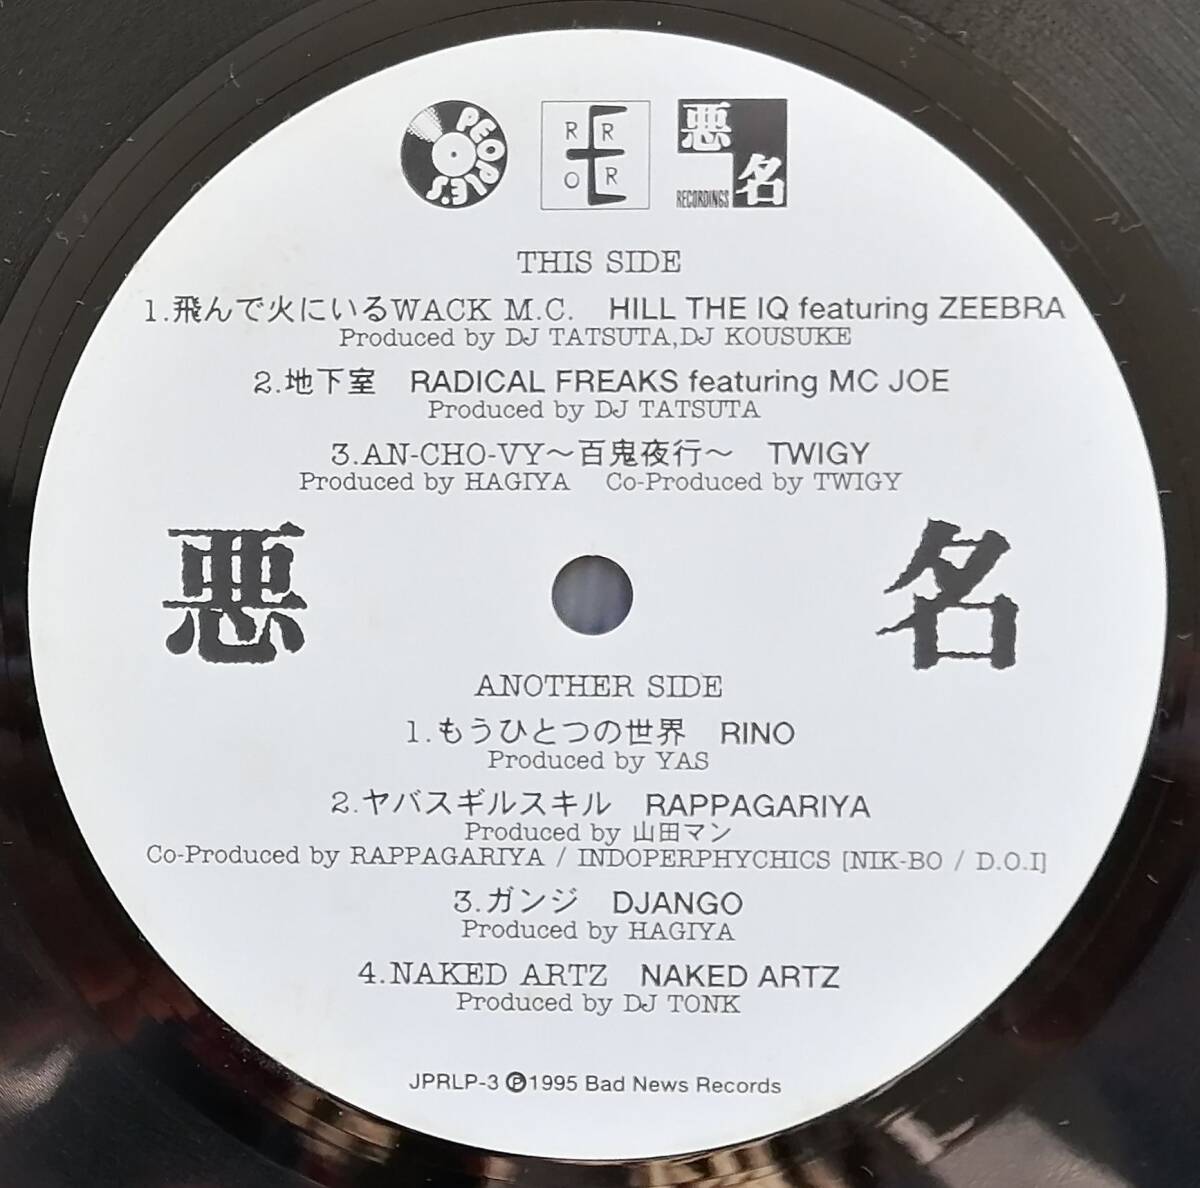 PEOPLE'S
ERROR
悪名
RECORDINGS
THIS SIDE
1.飛んで火にいるWACK M.C. HILL THE IQ featuring ZEEBRA
Produced by DJ TATSUTA,DJ KOUSUKE
2.地下室 RADICAL FREAKS featuring MC JOE
Produced by DJ TATSUTA
3.AN-CHO-VY〜百鬼夜行〜 TWIGY
Produced by HAGIYA Co-Produced by TWIGY
悪名
ANOTHER SIDE
1.もうひとつの世界 RINO
Produced by YAS
2.ヤバスギルスキル RAPPAGARIYA
Produced by 山田マン
Co-Produced by RAPPAGARIYA / INDOPERPHYCHICS [NIK-BO / D.O.I]
3.ガンジ DJANGO
Produced by HAGIYA
4.NAKED ARTZ NAKED ARTZ
Produced by DJ TONK
JPRLP-3 ℗1995 Bad News Records